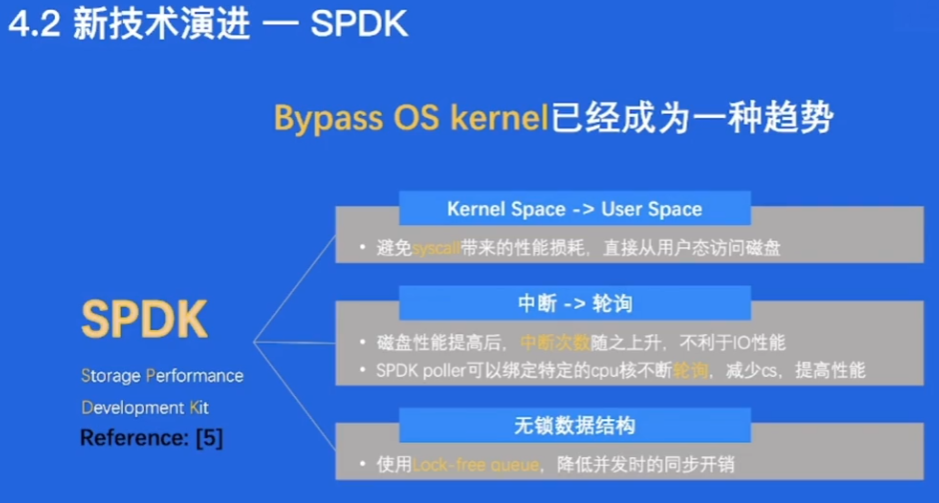 4.2 新技术演进 — SPDK
Bypass OS kernel已经成为一种趋势
Kernel Space -> User Space
• 避免syscall带来的性能损耗，直接从用户态访问磁盘
中断 -> 轮询
• 磁盘性能提高后，中断次数随之上升，不利于IO性能
• SPDK poller可以绑定特定的cpu核不断轮询，减少cs，提高性能
SPDK
Storage Performance
Development Kit
Reference: [5]
无锁数据结构
• 使用Lock-free queue，降低并发时的同步开销